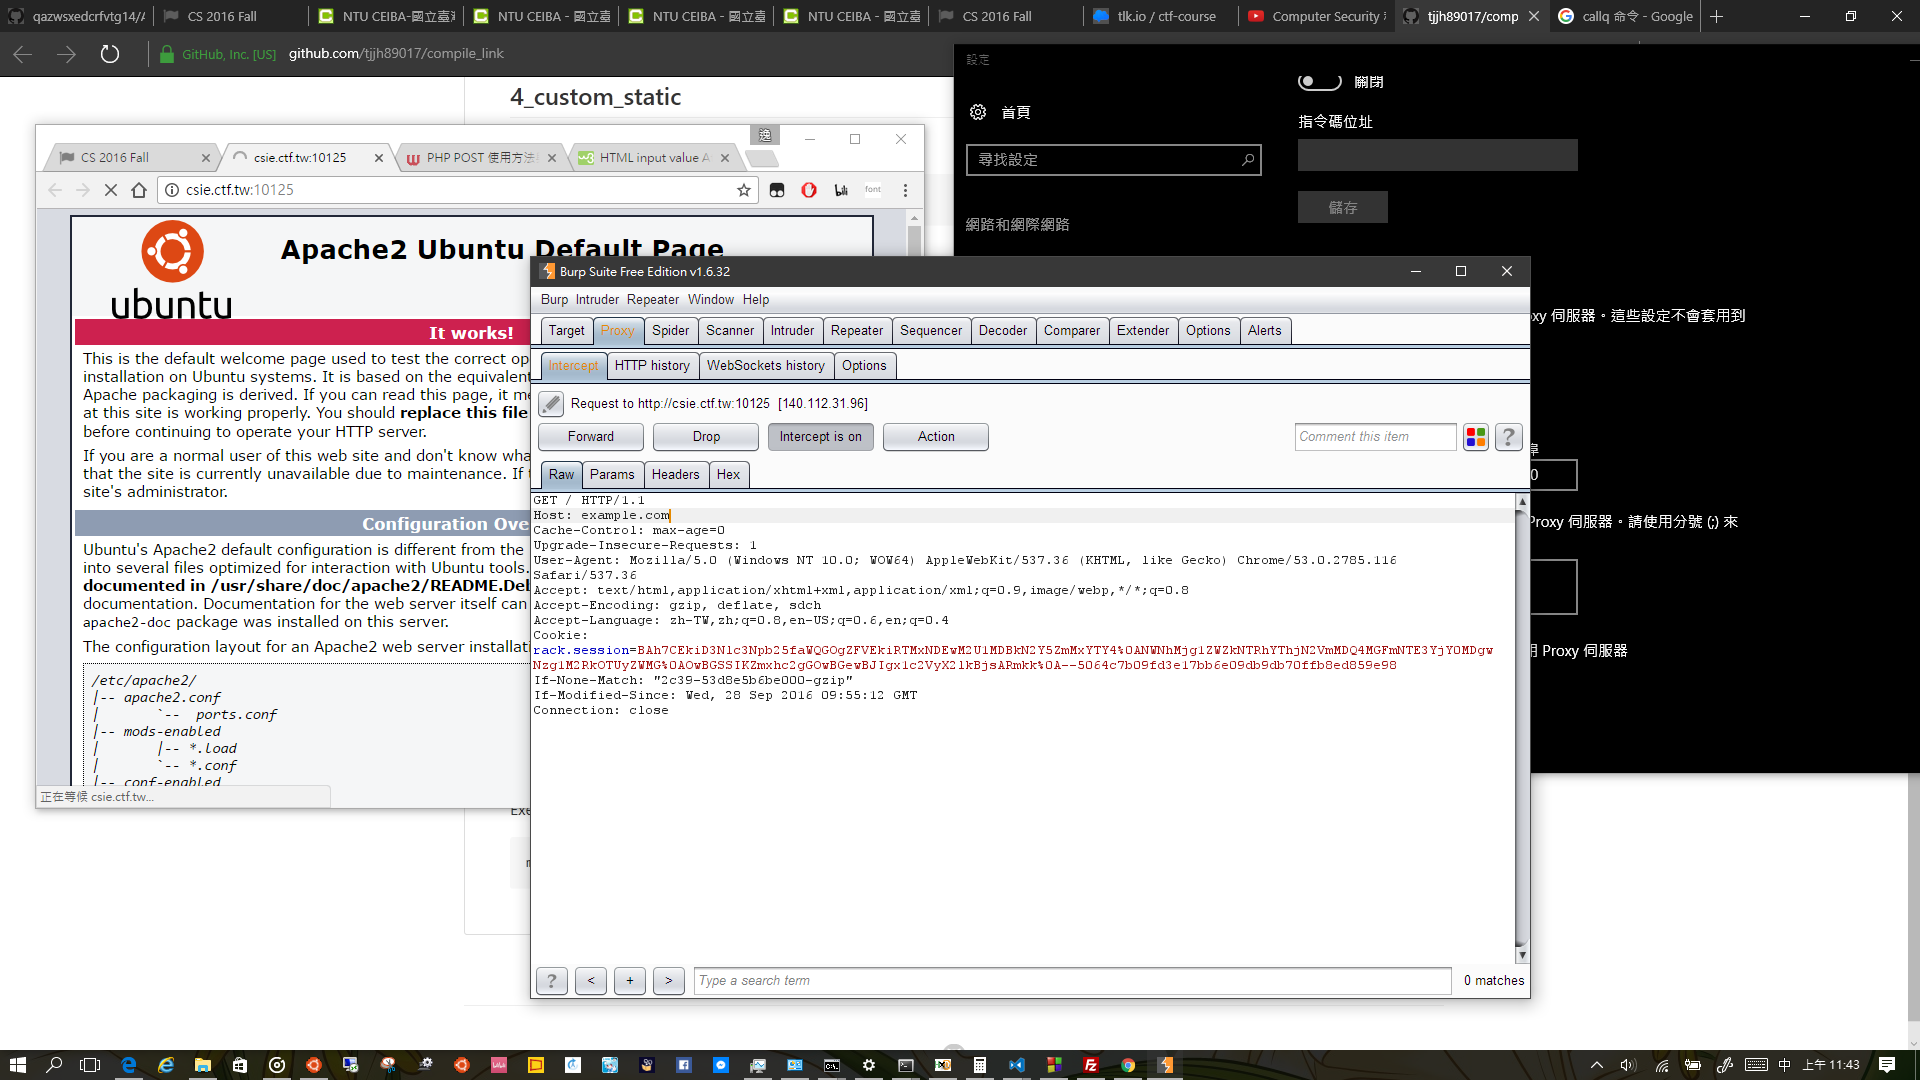 qazwsxedcrfvtg14/A
CS 2016 Fall
NTU CEIBA-國立臺灣
NTU CEIBA - 國立臺
NTU CEIBA - 國立臺
NTU CEIBA - 國立臺
CS 2016 Fall
tlk.io / ctf-course
Computer Security
tjjh89017/comp
callq 命令 - Google
GitHub, Inc. [US]
github.com/tjjh89017/compile_link
4_custom_static
設定
首頁
尋找設定
網路和網際網路
關閉
指令碼位址
儲存
xy 伺服器。這些設定不會套用到
0
Proxy 伺服器。請使用分號 (;) 來
Proxy 伺服器
逸
CS 2016 Fall
csie.ctf.tw:10125
PHP POST 使用方法
HTML input value A
csie.ctf.tw:10125
font
Apache2 Ubuntu Default Page
ubuntu
It works!
This is the default welcome page used to test the correct op
installation on Ubuntu systems. It is based on the equivalent
Apache packaging is derived. If you can read this page, it me
at this site is working properly. You should replace this file
before continuing to operate your HTTP server.
If you are a normal user of this web site and don't know wha
that the site is currently unavailable due to maintenance. If t
site's administrator.
Configuration Ove
Ubuntu's Apache2 default configuration is different from the
into several files optimized for interaction with Ubuntu tools.
documented in /usr/share/doc/apache2/README.Del
documentation. Documentation for the web server itself can
apache2-doc package was installed on this server.
The configuration layout for an Apache2 web server installati
/etc/apache2/
|-- apache2.conf
|       `--  ports.conf
|-- mods-enabled
|       |-- *.load
|       `-- *.conf
|-- conf-enabled
正在等候 csie.ctf.tw...
Exe
Burp Suite Free Edition v1.6.32
Burp Intruder Repeater Window Help
Target Proxy Spider Scanner Intruder Repeater Sequencer Decoder Comparer Extender Options Alerts
Intercept HTTP history WebSockets history Options
Request to http://csie.ctf.tw:10125 [140.112.31.96]
Forward Drop Intercept is on Action Comment this item ?
Raw Params Headers Hex
GET / HTTP/1.1
Host: example.com
Cache-Control: max-age=0
Upgrade-Insecure-Requests: 1
User-Agent: Mozilla/5.0 (Windows NT 10.0; WOW64) AppleWebKit/537.36 (KHTML, like Gecko) Chrome/53.0.2785.116
Safari/537.36
Accept: text/html,application/xhtml+xml,application/xml;q=0.9,image/webp,*/*;q=0.8
Accept-Encoding: gzip, deflate, sdch
Accept-Language: zh-TW,zh;q=0.8,en-US;q=0.6,en;q=0.4
Cookie:
rack.session=BAh7CEkiD3Nlc3Npb25faWQGOgZFVEkiRTMxNDEwM2U1MDBkN2Y5ZmMxYTY4%0ANWNhMjg1ZWZkNTRhYThjN2VmMDQ4MGFmNTE3YjY0MDgw
Nzg1M2RkOTUyZWMG%0AOwBGSSIKZmxhc2gGOwBGewBJIgx1c2VyX2lkBjsARmkk%0A--5064c7b09fd3e17bb6e09db9db70ffb8ed859e98
If-None-Match: "2c39-53d8e5b6be000-gzip"
If-Modified-Since: Wed, 28 Sep 2016 09:55:12 GMT
Connection: close
? < + > Type a search term 0 matches
中 上午 11:43